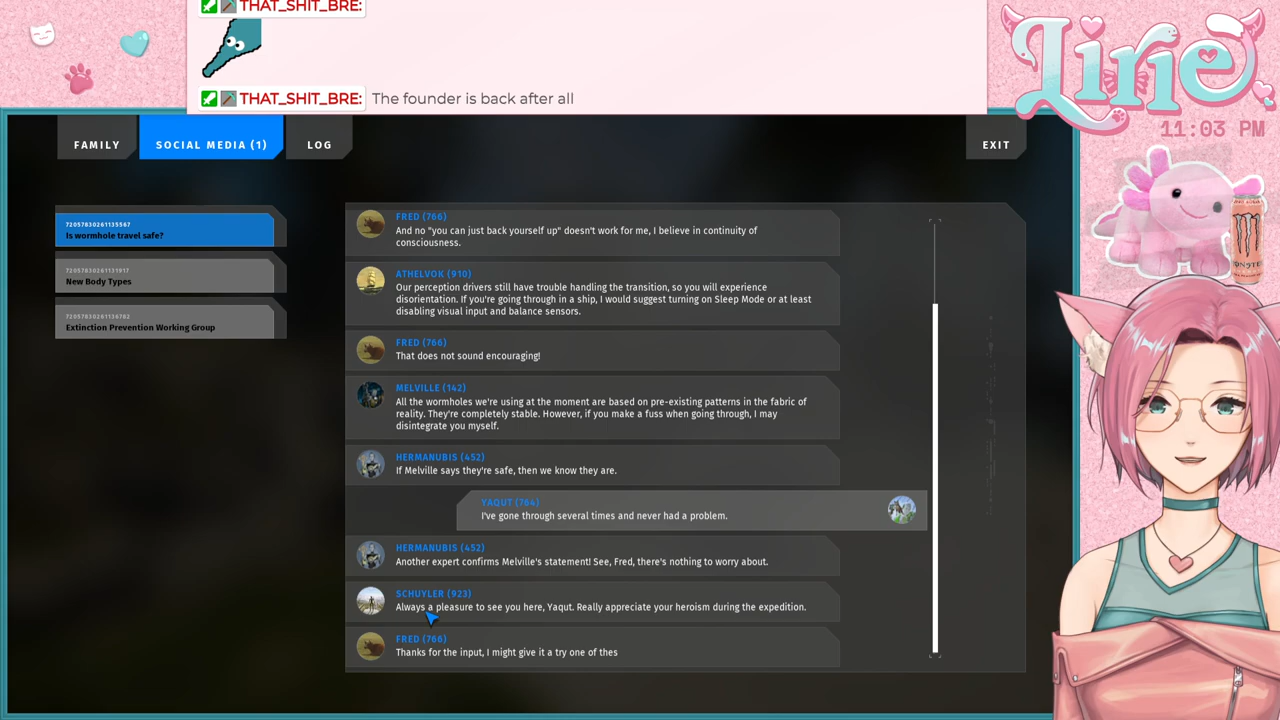 THAT_SHIT_BRE:
THAT_SHIT_BRE: The founder is back after all
Lirie
11:03 PM
FAMILY
SOCIAL MEDIA (1)
LOG
EXIT
72057830261135567
Is wormhole travel safe?
72057830261131917
New Body Types
72057830261136782
Extinction Prevention Working Group
FRED (766)
And no "you can just back yourself up" doesn't work for me, I believe in continuity of
consciousness.
ATHELVOK (910)
Our perception drivers still have trouble handling the transition, so you will experience
disorientation. If you're going through in a ship, I would suggest turning on Sleep Mode or at least
disabling visual input and balance sensors.
FRED (766)
That does not sound encouraging!
MELVILLE (142)
All the wormholes we're using at the moment are based on pre-existing patterns in the fabric of
reality. They're completely stable. However, if you make a fuss when going through, I may
disintegrate you myself.
HERMANUBIS (452)
If Melville says they're safe, then we know they are.
YAQUT (764)
I've gone through several times and never had a problem.
HERMANUBIS (452)
Another expert confirms Melville's statement! See, Fred, there's nothing to worry about.
SCHUYLER (923)
Always a pleasure to see you here, Yaqut. Really appreciate your heroism during the expedition.
FRED (766)
Thanks for the input, I might give it a try one of thes
MONSTER